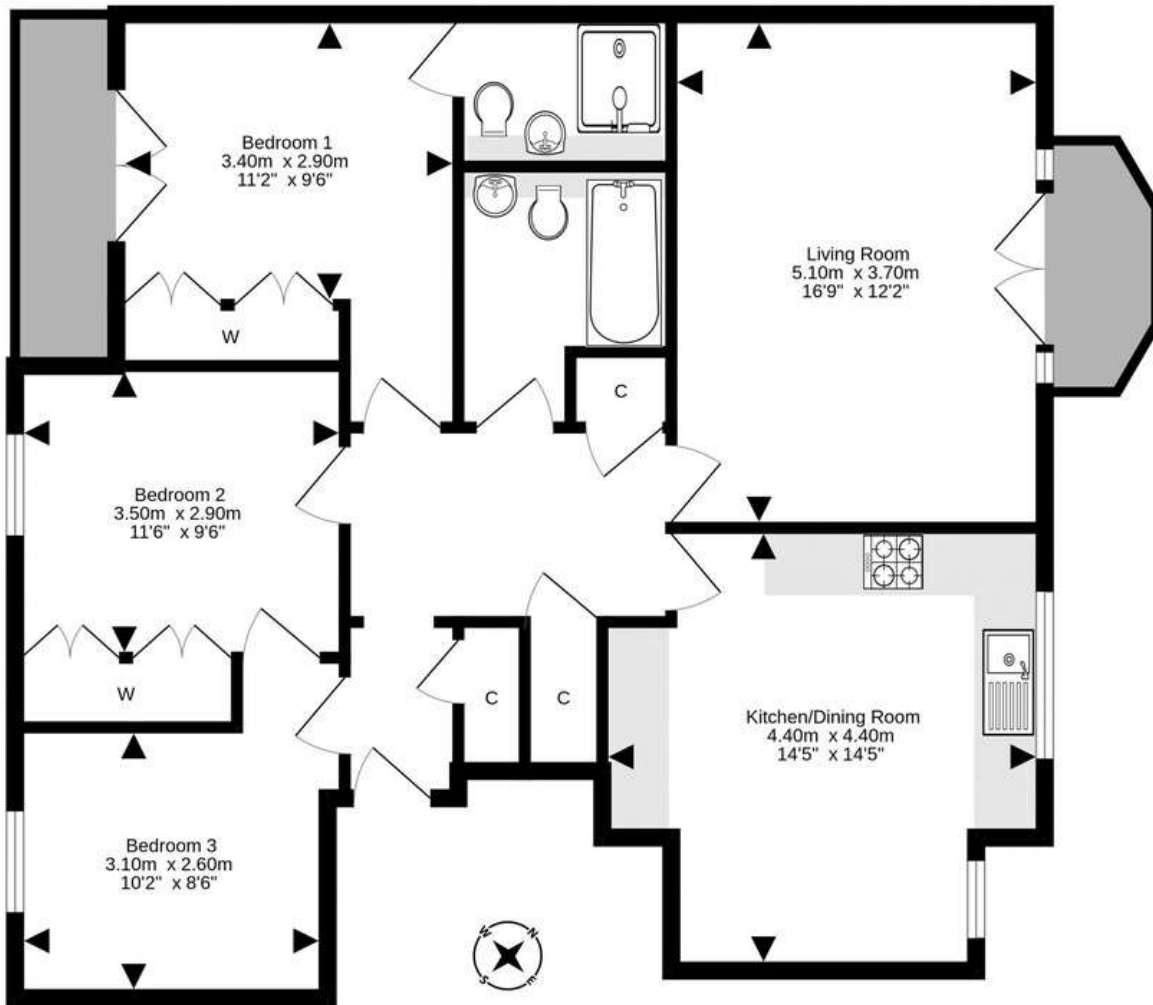 Bedroom 1
3.40m x 2.90m
11'2" x 9'6"
W
Living Room
5.10m x 3.70m
16'9" x 12'2"
C
Bedroom 2
3.50m x 2.90m
11'6" x 9'6"
W
C
C
Kitchen/Dining Room
4.40m x 4.40m
14'5" x 14'5"
Bedroom 3
3.10m x 2.60m
10'2" x 8'6"
W
N
S
E